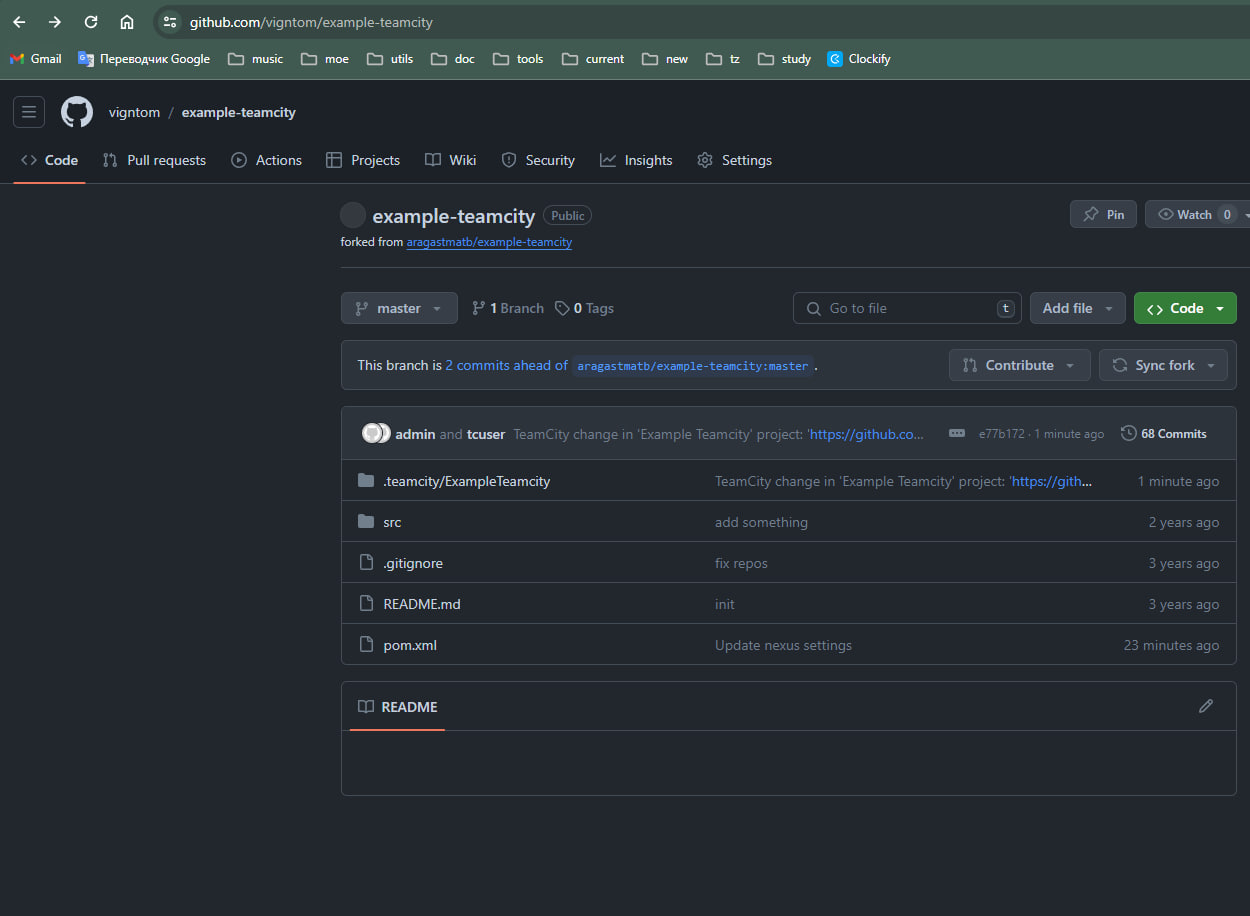 github.com/vigntom/example-teamcity
Gmail Переводчик Google music moe utils doc tools current new tz study Clockify
vigntom / example-teamcity
Code Pull requests Actions Projects Wiki Security Insights Settings
example-teamcity Public Pin Watch 0
forked from aragastmatb/example-teamcity
master 1 Branch 0 Tags Go to file t Add file Code
This branch is 2 commits ahead of aragastmatb/example-teamcity:master . Contribute Sync fork
admin and tcuser TeamCity change in 'Example Teamcity' project: 'https://github.co... e77b172 · 1 minute ago 68 Commits
.teamcity/ExampleTeamcity TeamCity change in 'Example Teamcity' project: 'https://gith... 1 minute ago
src add something 2 years ago
.gitignore fix repos 3 years ago
README.md init 3 years ago
pom.xml Update nexus settings 23 minutes ago
README